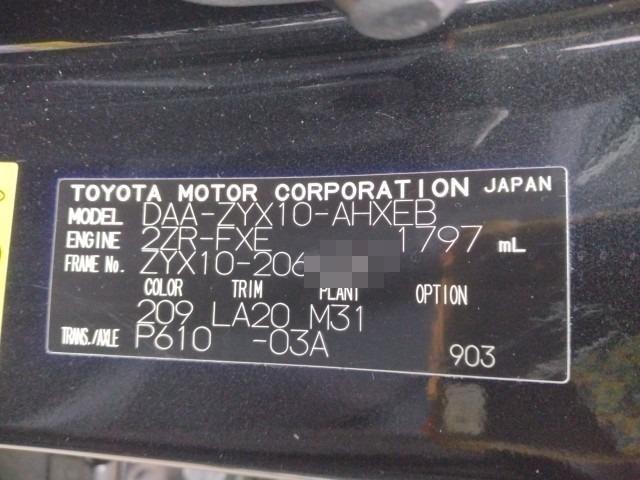 TOYOTA MOTOR CORPORATION JAPAN
MODEL DAA-ZYX10-AHXEB
ENGINE 2ZR-FXE 1797 mL
FRAME No. ZYX10-206
COLOR TRIM PLANT OPTION
209 LA20 M31
TRANS./AXLE P610 -03A 903